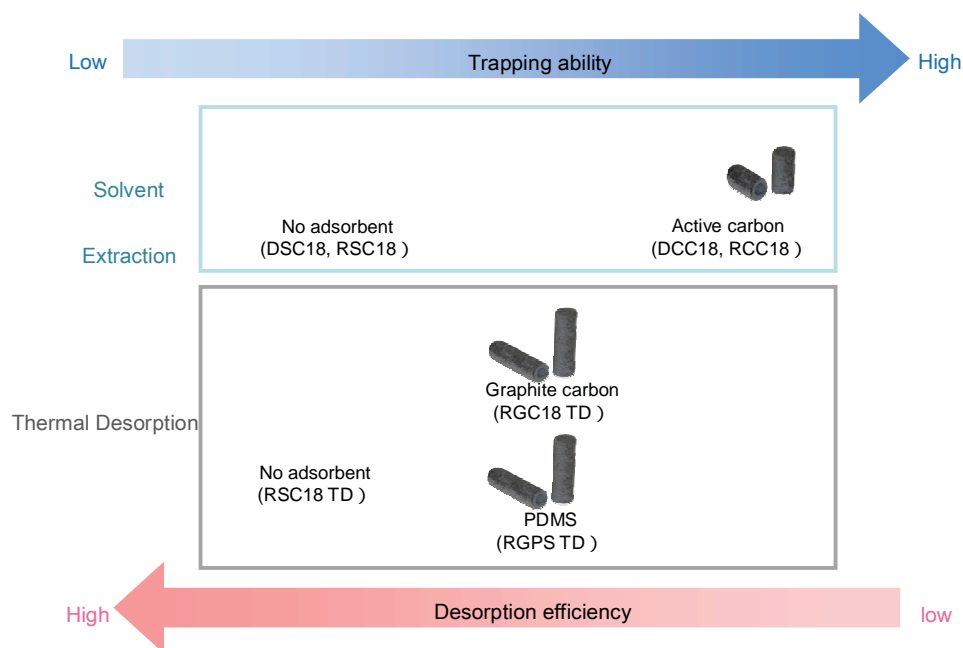 Low
Trapping ability
High
Solvent
Extraction
No adsorbent
(DSC18, RSC18 )
Active carbon
(DCC18, RCC18 )
Thermal Desorption
Graphite carbon
(RGC18 TD )
No adsorbent
(RSC18 TD )
PDMS
(RGPS TD )
High
Desorption efficiency
low